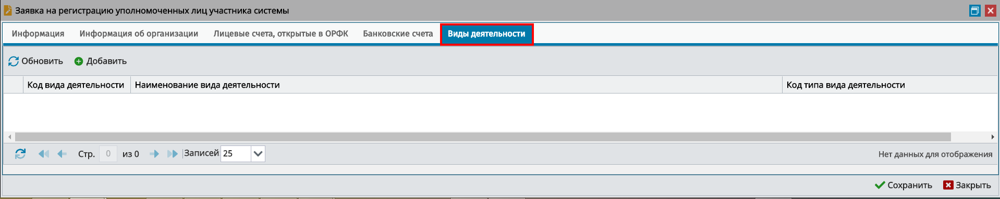 Заявка на регистрацию уполномоченных лиц участника системы
Информация Информация об организации Лицевые счета, открытые в ОРФК Банковские счета Виды деятельности
Обновить Добавить
Код вида деятельности Наименование вида деятельности Код типа вида деятельности
Стр. 0 из 0 Записей 25 Нет данных для отображения
Сохранить Закрыть